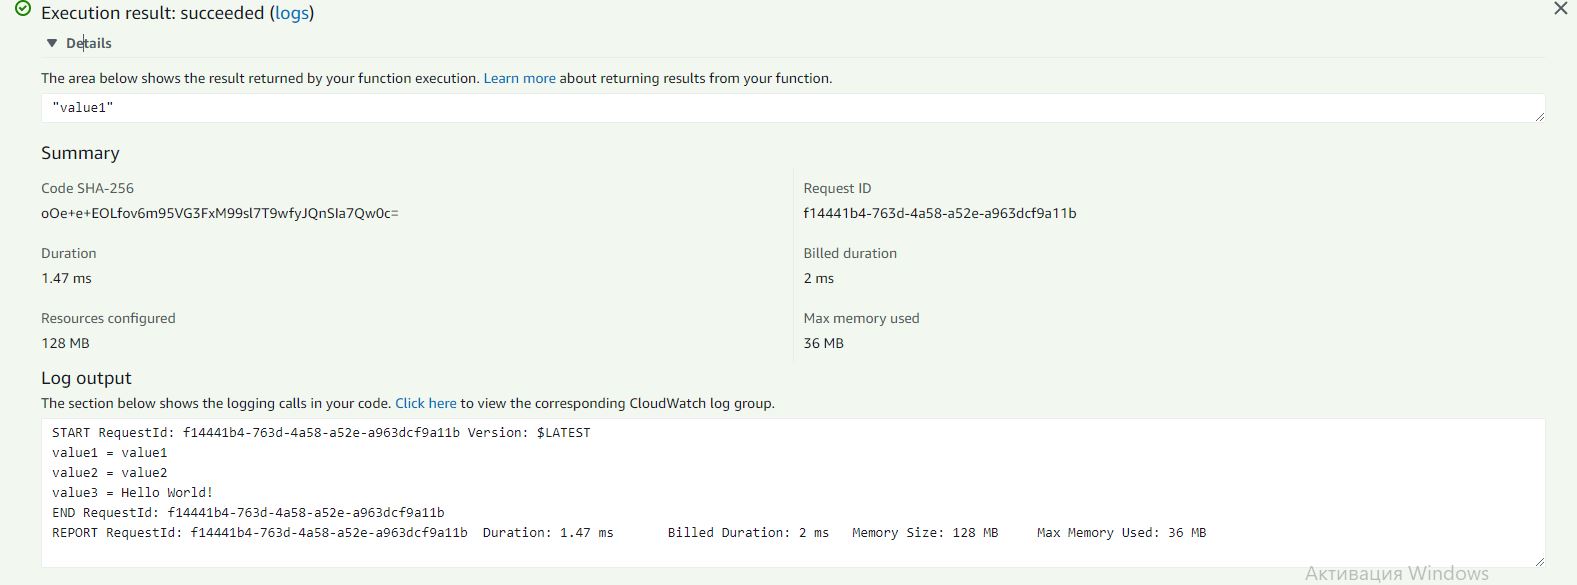 Execution result: succeeded (logs)
Details
The area below shows the result returned by your function execution. Learn more about returning results from your function.
"value1"
Summary
Code SHA-256
oOe+e+EOLfov6m95VG3FxM99sl7T9wfyJQnSIa7Qw0c=
Request ID
f14441b4-763d-4a58-a52e-a963dcf9a11b
Duration
1.47 ms
Billed duration
2 ms
Resources configured
128 MB
Max memory used
36 MB
Log output
The section below shows the logging calls in your code. Click here to view the corresponding CloudWatch log group.
START RequestId: f14441b4-763d-4a58-a52e-a963dcf9a11b Version: $LATEST
value1 = value1
value2 = value2
value3 = Hello World!
END RequestId: f14441b4-763d-4a58-a52e-a963dcf9a11b
REPORT RequestId: f14441b4-763d-4a58-a52e-a963dcf9a11b Duration: 1.47 ms Billed Duration: 2 ms Memory Size: 128 MB Max Memory Used: 36 MB
Активация Windows